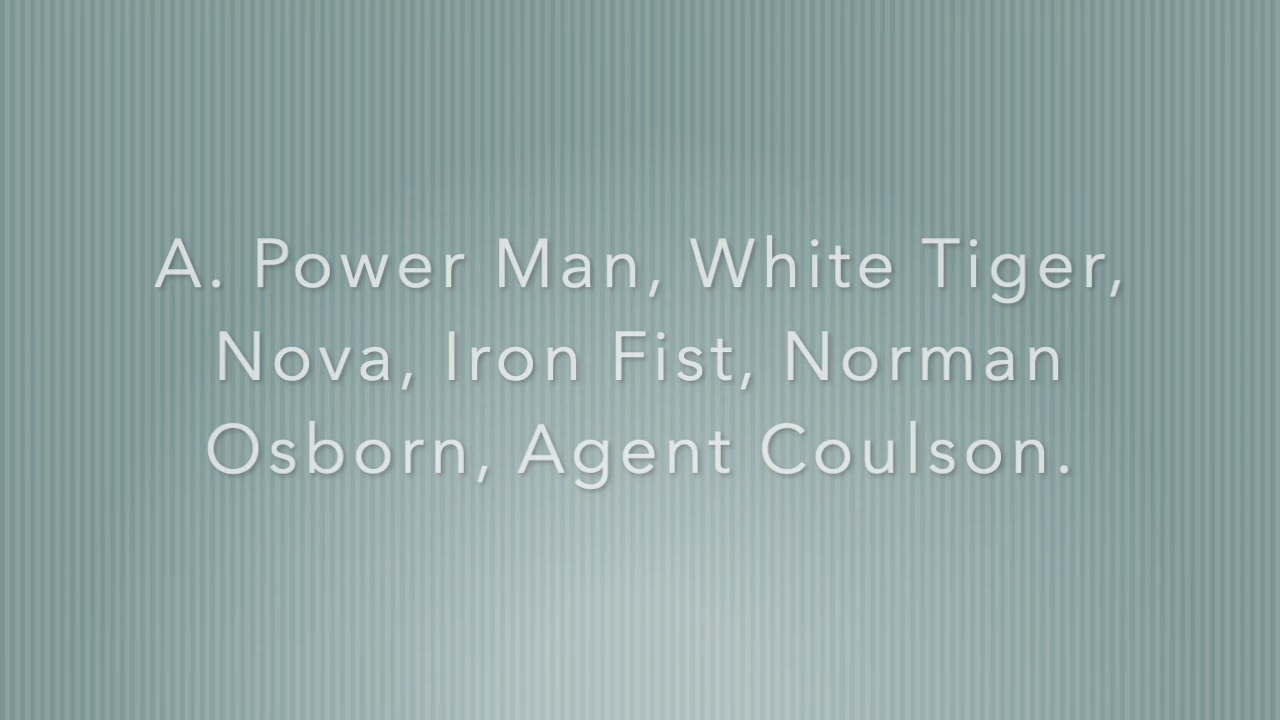 A. Power Man, White Tiger,
Nova, Iron Fist, Norman
Osborn, Agent Coulson.